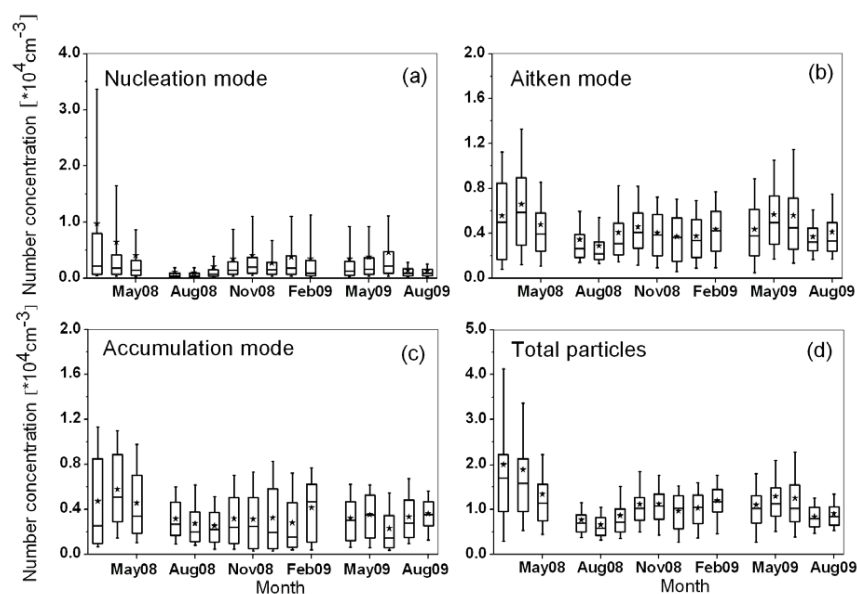 Number concentration [*10⁴cm⁻³]
4.0
3.0
2.0
1.0
0.0
Nucleation mode
(a)
May08 Aug08 Nov08 Feb09 May09 Aug09
2.0
1.6
1.2
0.8
0.4
0.0
Aitken mode
(b)
May08 Aug08 Nov08 Feb09 May09 Aug09
Number concentration [*10⁴cm⁻³]
2.0
1.6
1.2
0.8
0.4
0.0
Accumulation mode
(c)
May08 Aug08 Nov08 Feb09 May09 Aug09
Month
5.0
4.0
3.0
2.0
1.0
0.0
Total particles
(d)
May08 Aug08 Nov08 Feb09 May09 Aug09
Month